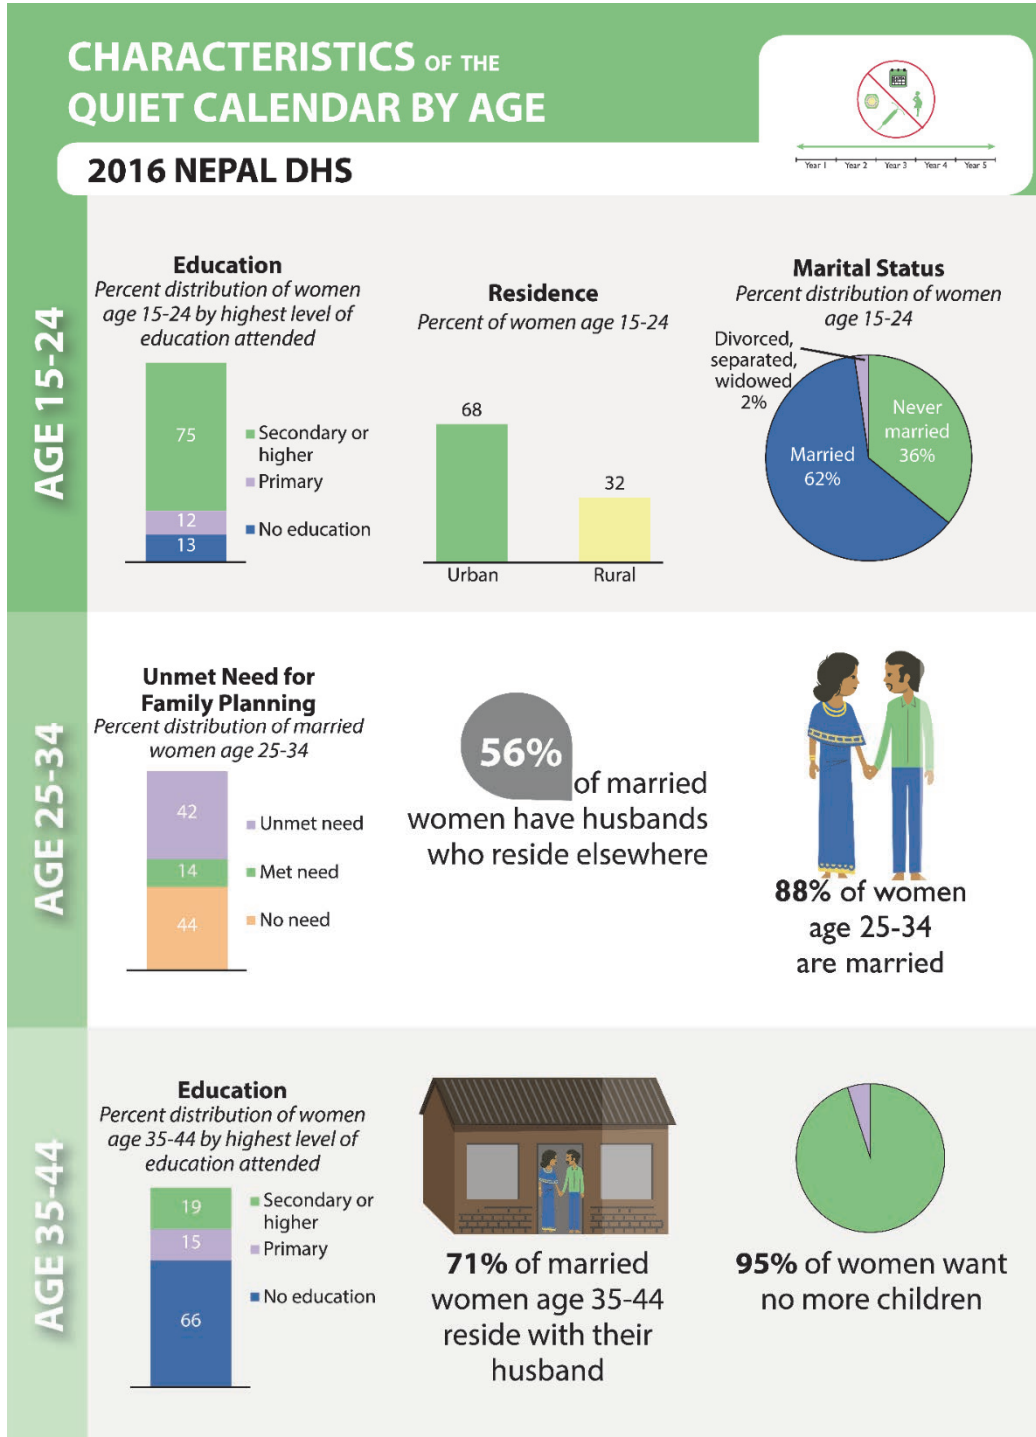 CHARACTERISTICS OF THE
QUIET CALENDAR BY AGE
2016 NEPAL DHS
Year 1
Year 2
Year 3
Year 4
Year 5
AGE 15-24
Education
Percent distribution of women
age 15-24 by highest level of
education attended
75
12
13
Secondary or
higher
Primary
No education
Residence
Percent of women age 15-24
68
32
Urban
Rural
Marital Status
Percent distribution of women
age 15-24
Divorced,
separated,
widowed
2%
Never
married
36%
Married
62%
AGE 25-34
Unmet Need for
Family Planning
Percent distribution of married
women age 25-34
42
14
44
Unmet need
Met need
No need
56%
of married
women have husbands
who reside elsewhere
88% of women
age 25-34
are married
AGE 35-44
Education
Percent distribution of women
age 35-44 by highest level of
education attended
19
15
66
Secondary or
higher
Primary
No education
71% of married
women age 35-44
reside with their
husband
95% of women want
no more children